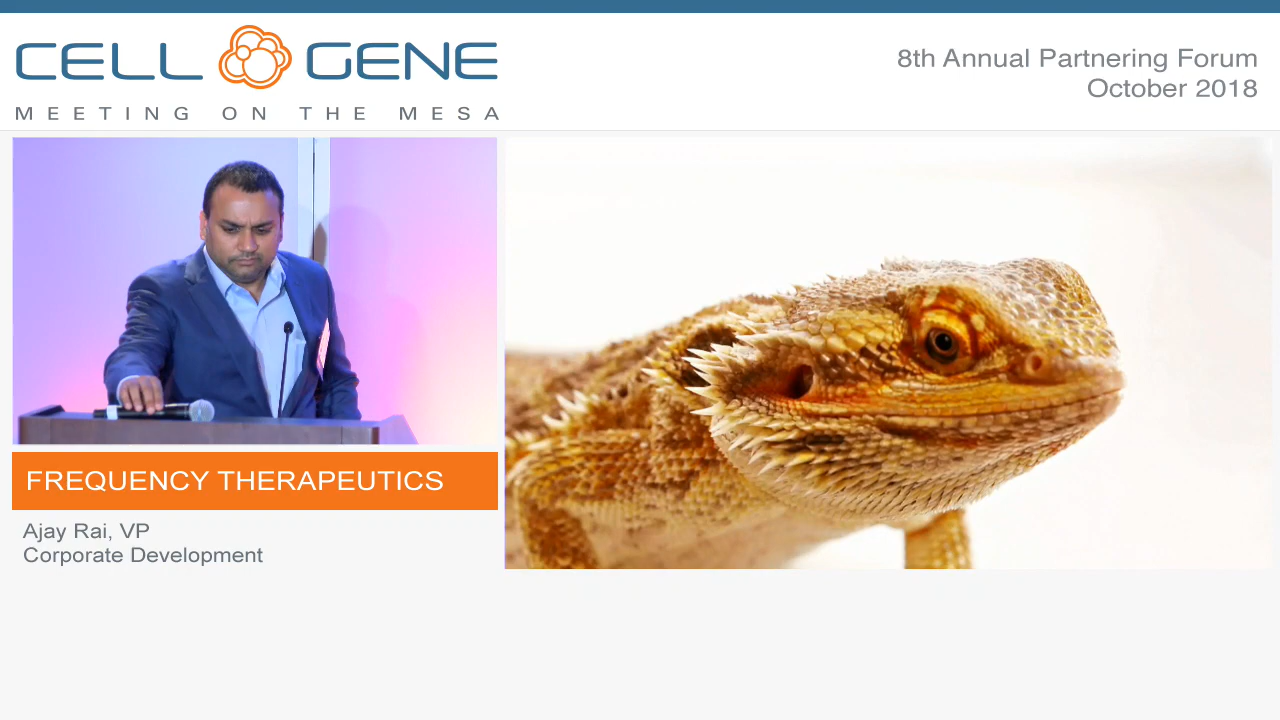 CELL GENE
MEETING ON THE MESA
8th Annual Partnering Forum
October 2018
FREQUENCY THERAPEUTICS
Ajay Rai, VP
Corporate Development